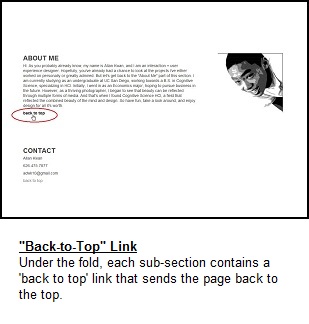 ABOUT ME
Hi. As you probably already know, my name is Allan Kwan, and I am an interaction + user
experience designer. Hopefully, you've already had a chance to look at the projects I've either
worked on personally or greatly admired. But let's get back to the "About Me" part of this section. I
am currently studying as an undergraduate at UC San Diego, working towards a B.S. in Cognitive
Science, specializing in HCI. Initially, I went in as an Economics major, hoping to pursue business in
the future. However, as a thriving photographer, I began to see that beauty can be reflected
through multiple forms of media. And that's when I found Cognitive Science HCI, a field that
reflected the combined beauty of the mind and design. So have fun, take a look around, and enjoy
design for all it's worth.
back to top
CONTACT
Allan Kwan
back to top
"Back-to-Top" Link
Under the fold, each sub-section contains a
'back to top' link that sends the page back to
the top.